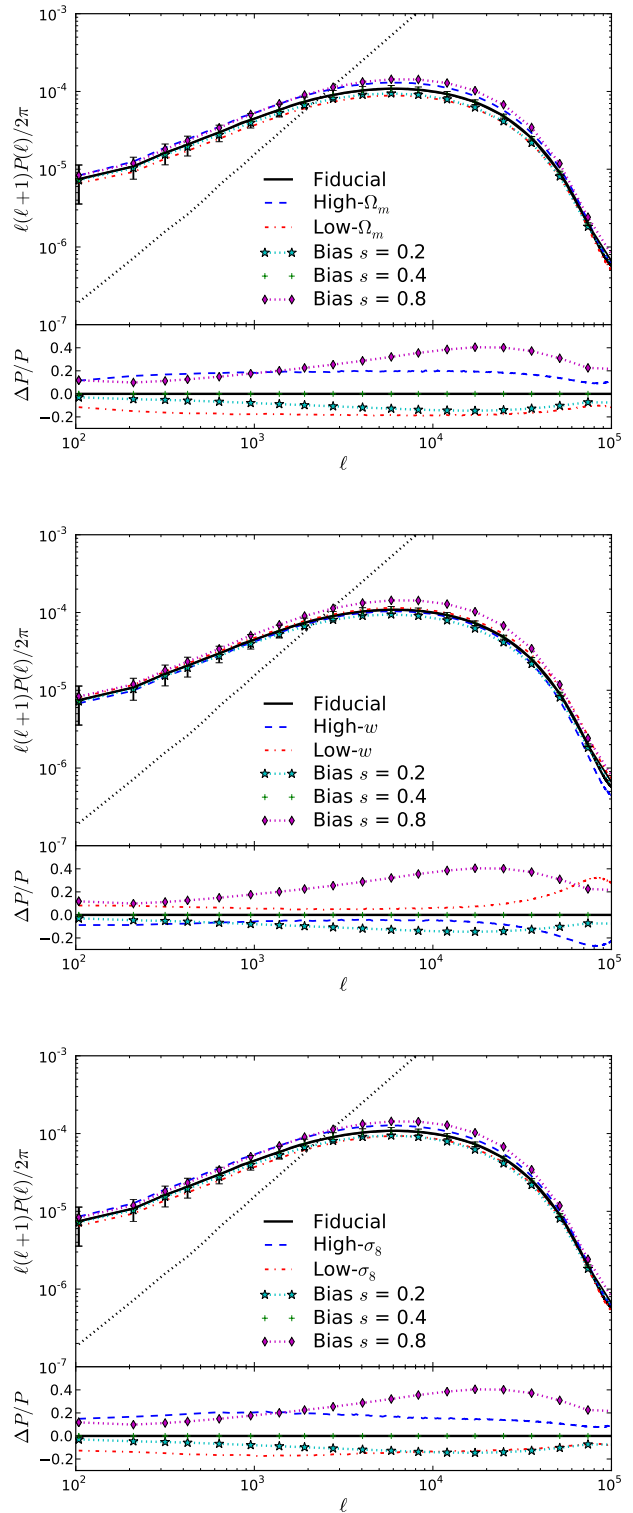 10⁻³
10⁻⁴
10⁻⁵
10⁻⁶
10⁻⁷
ℓ(ℓ+1)P(ℓ)/2π
Fiducial
High-Ωₘ
Low-Ωₘ
Bias s = 0.2
Bias s = 0.4
Bias s = 0.8
0.4
0.2
0.0
−0.2
ΔP/P
10² 10³ 10⁴ 10⁵
ℓ
10⁻³
10⁻⁴
10⁻⁵
10⁻⁶
10⁻⁷
ℓ(ℓ+1)P(ℓ)/2π
Fiducial
High-w
Low-w
Bias s = 0.2
Bias s = 0.4
Bias s = 0.8
0.4
0.2
0.0
−0.2
ΔP/P
10² 10³ 10⁴ 10⁵
ℓ
10⁻³
10⁻⁴
10⁻⁵
10⁻⁶
10⁻⁷
ℓ(ℓ+1)P(ℓ)/2π
Fiducial
High-σ₈
Low-σ₈
Bias s = 0.2
Bias s = 0.4
Bias s = 0.8
0.4
0.2
0.0
−0.2
ΔP/P
10² 10³ 10⁴ 10⁵
ℓ